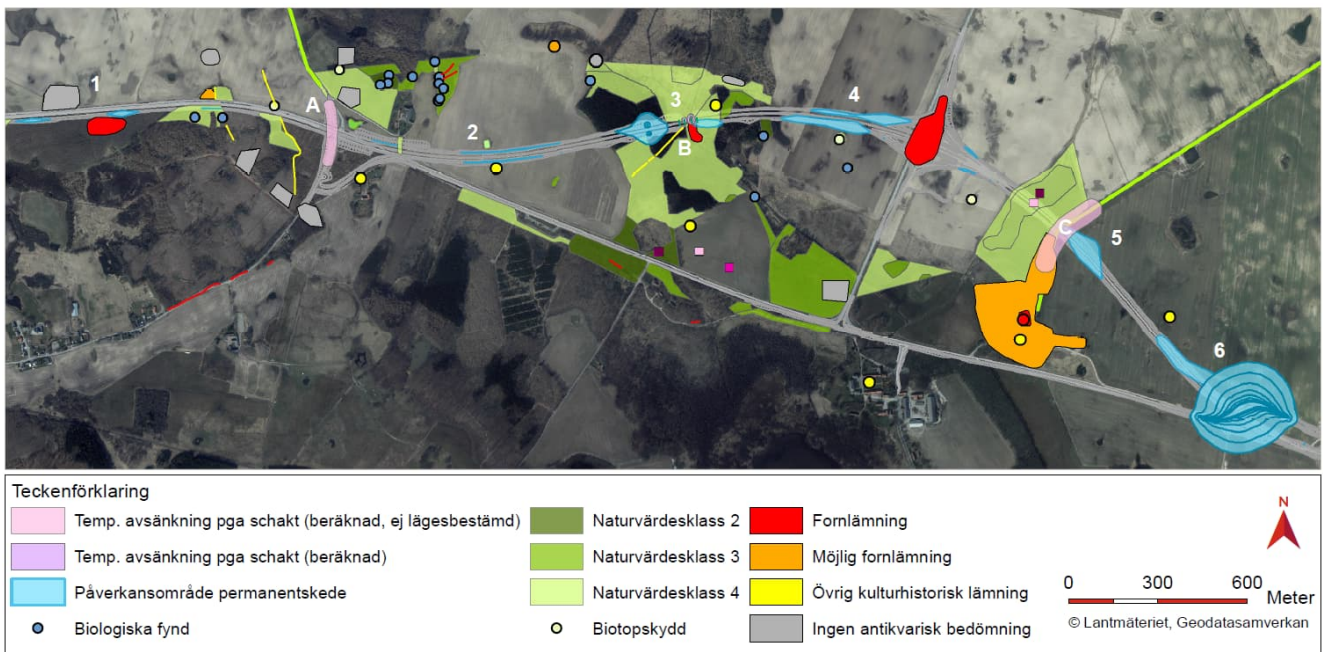 1
A
2
3
B
4
C
5
6
Teckenförklaring
Temp. avsänkning pga schakt (beräknad, ej lägesbestämd)
Temp. avsänkning pga schakt (beräknad)
Påverkansområde permanentskede
Biologiska fynd
Naturvärdesklass 2
Naturvärdesklass 3
Naturvärdesklass 4
Biotopskydd
Fornlämning
Möjlig fornlämning
Övrig kulturhistorisk lämning
Ingen antikvarisk bedömning
N
0 300 600
Meter
© Lantmäteriet, Geodatasamverkan